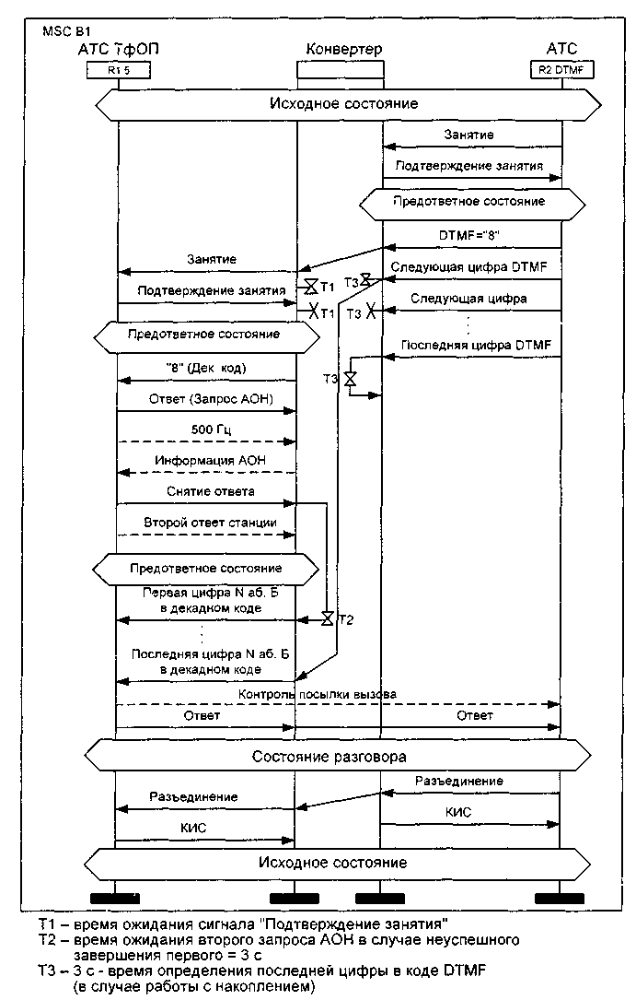 MSC B1
АТС ТфОП Конвертер АТС
R1 5 R2 DTMF
Исходное состояние
Занятие
Подтверждение занятия
Предответное состояние
DTMF="8"
Занятие
Следующая цифра DTMF
T1 T3
Подтверждение занятия
Следующая цифра
T1 T3
Предответное состояние
Последняя цифра DTMF
"8" (Дек код)
T3
Ответ (Запрос АОН)
500 Гц
Информация АОН
Снятие ответа
Второй ответ станции
Предответное состояние
Первая цифра N аб. Б
в декадном коде
T2
Последняя цифра N аб. Б
в декадном коде
Контроль посылки вызова
Ответ Ответ
Состояние разговора
Разъединение
Разъединение
КИС
КИС
Исходное состояние
Т1 – время ожидания сигнала "Подтверждение занятия"
Т2 – время ожидания второго запроса АОН в случае неуспешного
завершения первого = 3 с
Т3 – 3 с - время определения последней цифры в коде DTMF
(в случае работы с накоплением)